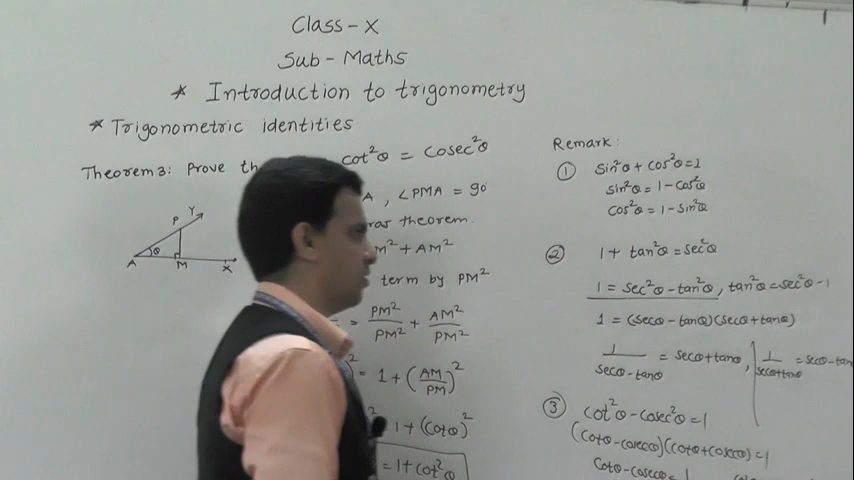 Class-X
Sub-Maths
* Introduction to trigonometry
* Trigonometric identities
Theorem 3: Prove th
cot²θ = cosec²θ
A, ∠PMA = 90
ras theorem.
M² + AM²
term by PM²
= PM²/PM² + AM²/PM²
)² = 1 + (AM/PM)²
² 1 + (cotθ)²
= 1 + cot²θ
P Y
θ
A M X
Remark:
① sin²θ + cos²θ = 1
sin²θ = 1 - cos²θ
cos²θ = 1 - sin²θ
② 1 + tan²θ = sec²θ
1 = sec²θ - tan²θ, tan²θ = sec²θ - 1
1 = (secθ - tanθ)(secθ + tanθ)
1/(secθ - tanθ) = secθ + tanθ, 1/(secθ + tanθ) = secθ - tan
③ cot²θ - cosec²θ = 1
(cotθ - cosecθ)(cotθ + cosecθ) = 1
cotθ - cosecθ = 1